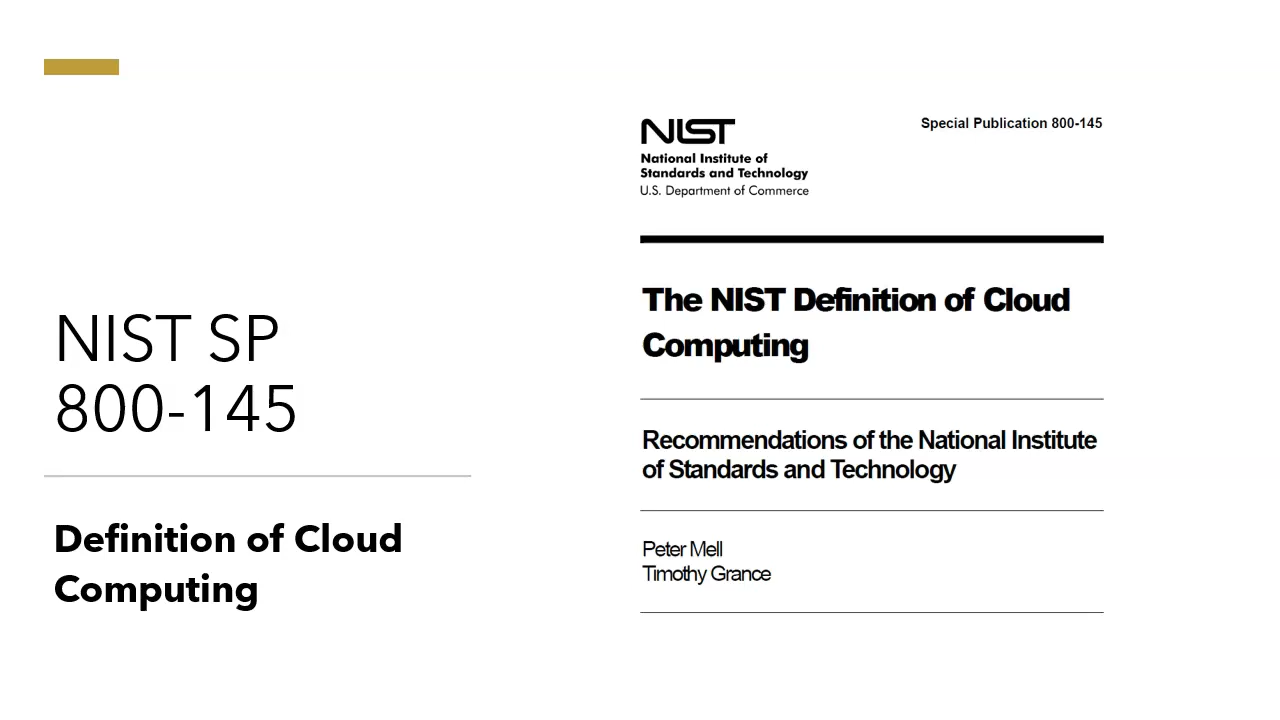 NIST SP
800-145
Definition of Cloud
Computing
NIST
Special Publication 800-145
National Institute of
Standards and Technology
U.S. Department of Commerce
The NIST Definition of Cloud
Computing
Recommendations of the National Institute
of Standards and Technology
Peter Mell
Timothy Grance